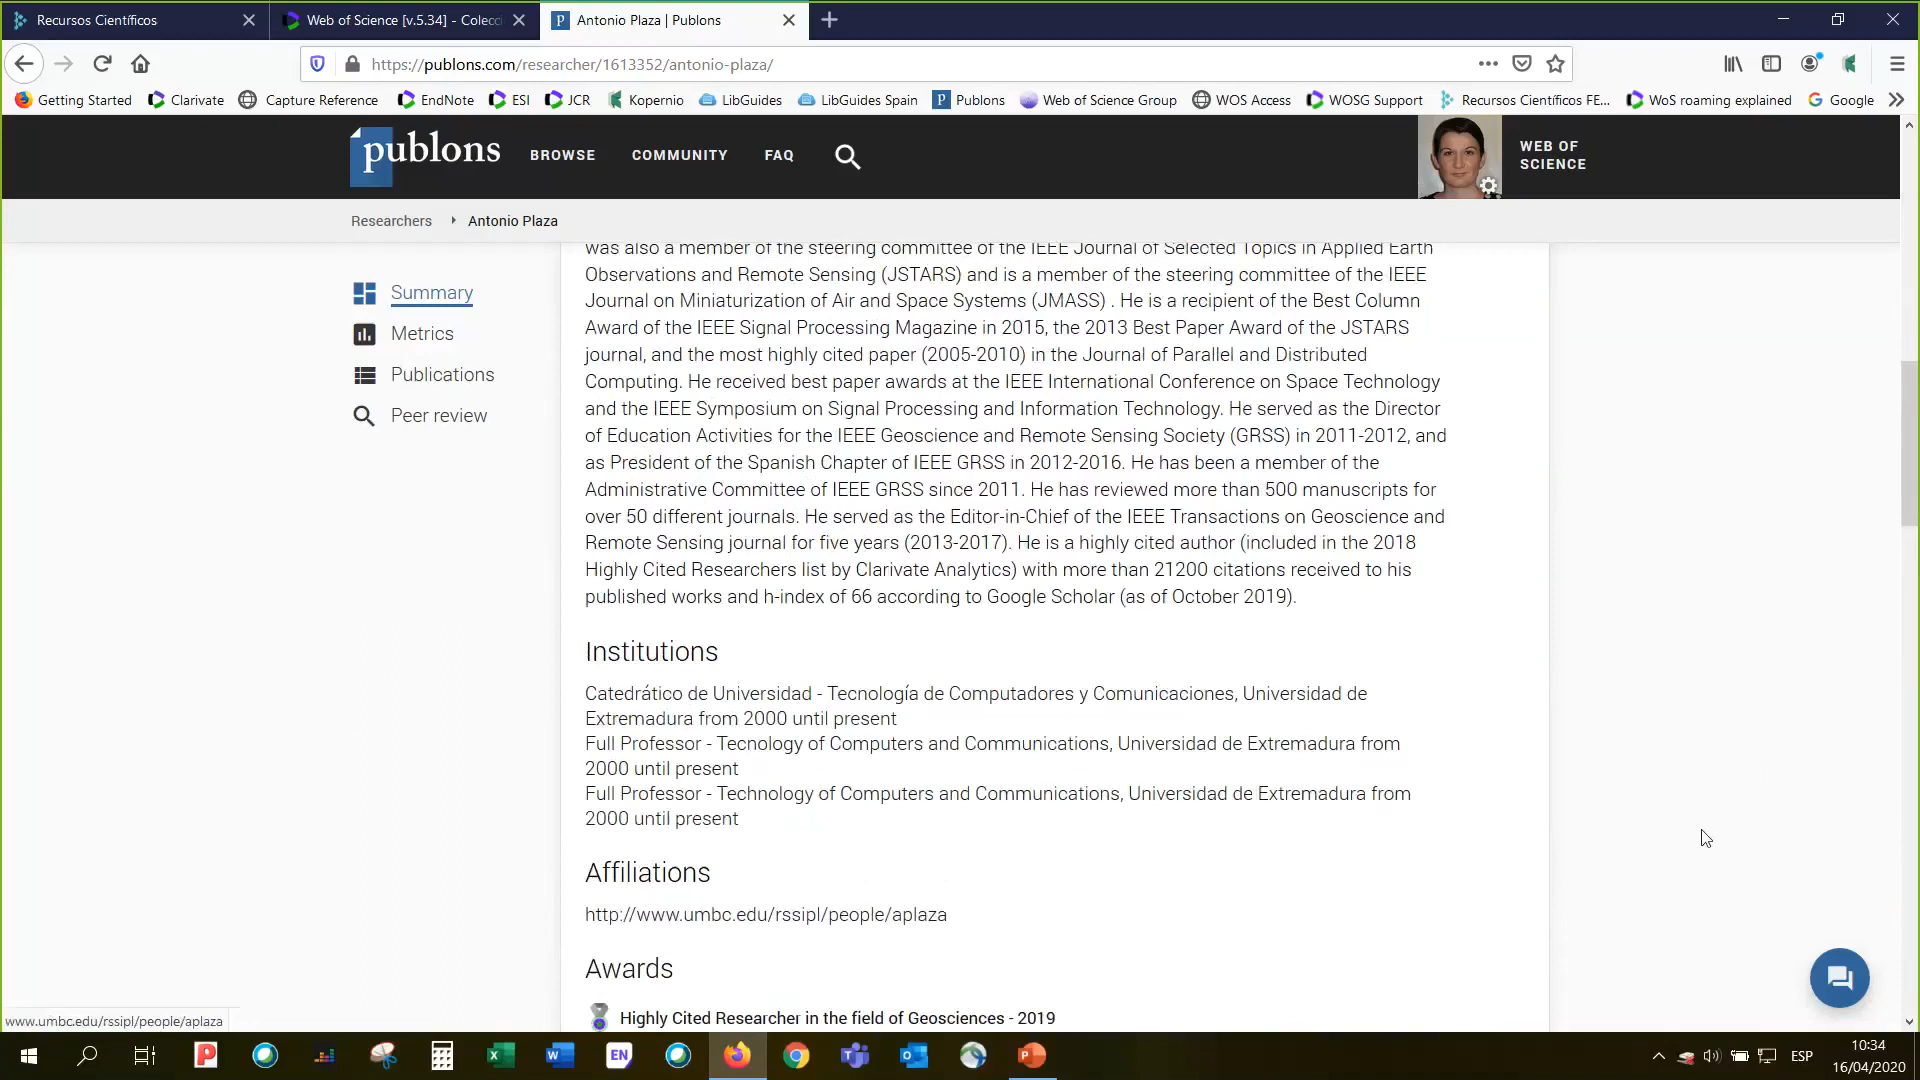 Recursos Científicos
Web of Science [v.5.34] - Colecc
Antonio Plaza | Publons
https://publons.com/researcher/1613352/antonio-plaza/
Getting Started
Clarivate
Capture Reference
EndNote
ESI
JCR
Kopernio
LibGuides
LibGuides Spain
P Publons
Web of Science Group
WOS Access
WOSG Support
Recursos Científicos FE...
WoS roaming explained
Google
publons
BROWSE
COMMUNITY
FAQ
WEB OF
SCIENCE
Researchers
Antonio Plaza
Summary
Metrics
Publications
Peer review
was also a member of the steering committee of the IEEE Journal of Selected Topics in Applied Earth
Observations and Remote Sensing (JSTARS) and is a member of the steering committee of the IEEE
Journal on Miniaturization of Air and Space Systems (JMASS) . He is a recipient of the Best Column
Award of the IEEE Signal Processing Magazine in 2015, the 2013 Best Paper Award of the JSTARS
journal, and the most highly cited paper (2005-2010) in the Journal of Parallel and Distributed
Computing. He received best paper awards at the IEEE International Conference on Space Technology
and the IEEE Symposium on Signal Processing and Information Technology. He served as the Director
of Education Activities for the IEEE Geoscience and Remote Sensing Society (GRSS) in 2011-2012, and
as President of the Spanish Chapter of IEEE GRSS in 2012-2016. He has been a member of the
Administrative Committee of IEEE GRSS since 2011. He has reviewed more than 500 manuscripts for
over 50 different journals. He served as the Editor-in-Chief of the IEEE Transactions on Geoscience and
Remote Sensing journal for five years (2013-2017). He is a highly cited author (included in the 2018
Highly Cited Researchers list by Clarivate Analytics) with more than 21200 citations received to his
published works and h-index of 66 according to Google Scholar (as of October 2019).
Institutions
Catedrático de Universidad - Tecnología de Computadores y Comunicaciones, Universidad de
Extremadura from 2000 until present
Full Professor - Tecnology of Computers and Communications, Universidad de Extremadura from
2000 until present
Full Professor - Technology of Computers and Communications, Universidad de Extremadura from
2000 until present
Affiliations
http://www.umbc.edu/rssipl/people/aplaza
Awards
Highly Cited Researcher in the field of Geosciences - 2019
www.umbc.edu/rssipl/people/aplaza
EN
ESP
10:34
16/04/2020